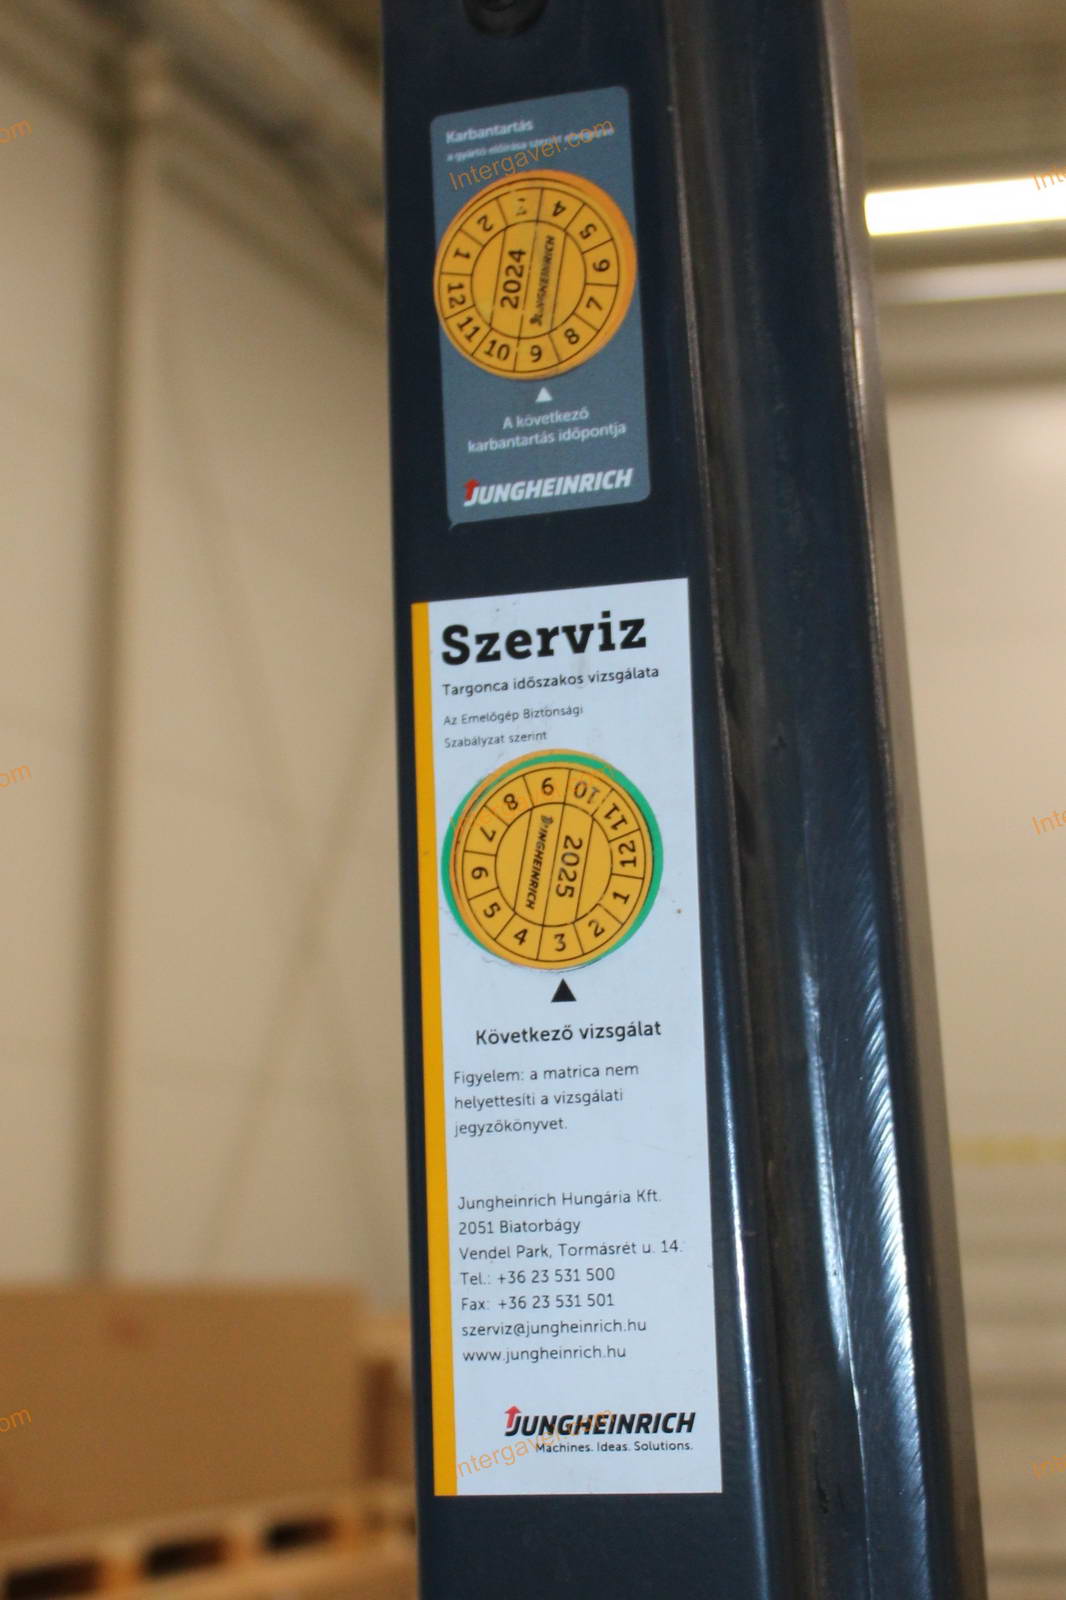 Karbantartás
a gyártó előírása szerint
Intergavel.com
1 2 3 4 5 6 7 8 9 10 11 12
2024
JUNGHEINRICH
A következő
karbantartás időpontja
JUNGHEINRICH
Szerviz
Targonca időszakos vizsgálata
Az Emelőgép Biztonsági
Szabályzat szerint
1 2 3 4 5 6 7 8 9 10 11 12
2025
JUNGHEINRICH
Következő vizsgálat
Figyelem: a matrica nem
helyettesíti a vizsgálati
jegyzőkönyvet.
Jungheinrich Hungária Kft.
2051 Biatorbágy
Vendel Park, Tormásrét u. 14.
Tel.: +36 23 531 500
Fax: +36 23 531 501
szerviz@jungheinrich.hu
www.jungheinrich.hu
JUNGHEINRICH
Machines. Ideas. Solutions.
Intergavel.com